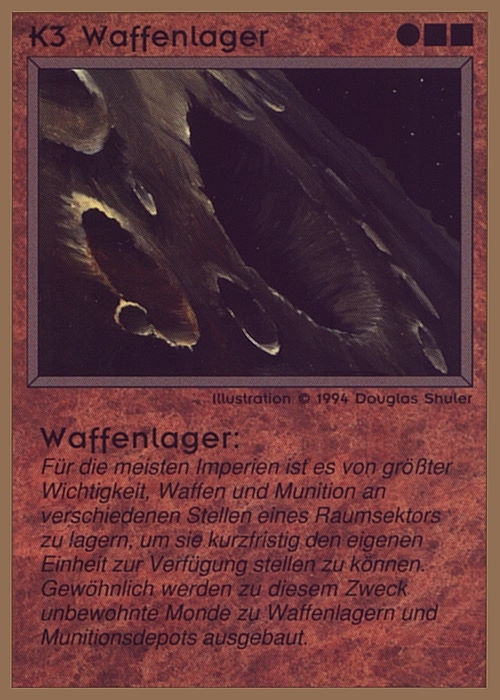 K3 Waffenlager
Illustration © 1994 Douglas Shuler
Waffenlager:
Für die meisten Imperien ist es von größter
Wichtigkeit, Waffen und Munition an
verschiedenen Stellen eines Raumsektors
zu lagern, um sie kurzfristig den eigenen
Einheit zur Verfügung stellen zu können.
Gewöhnlich werden zu diesem Zweck
unbewohnte Monde zu Waffenlagern und
Munitionsdepots ausgebaut.